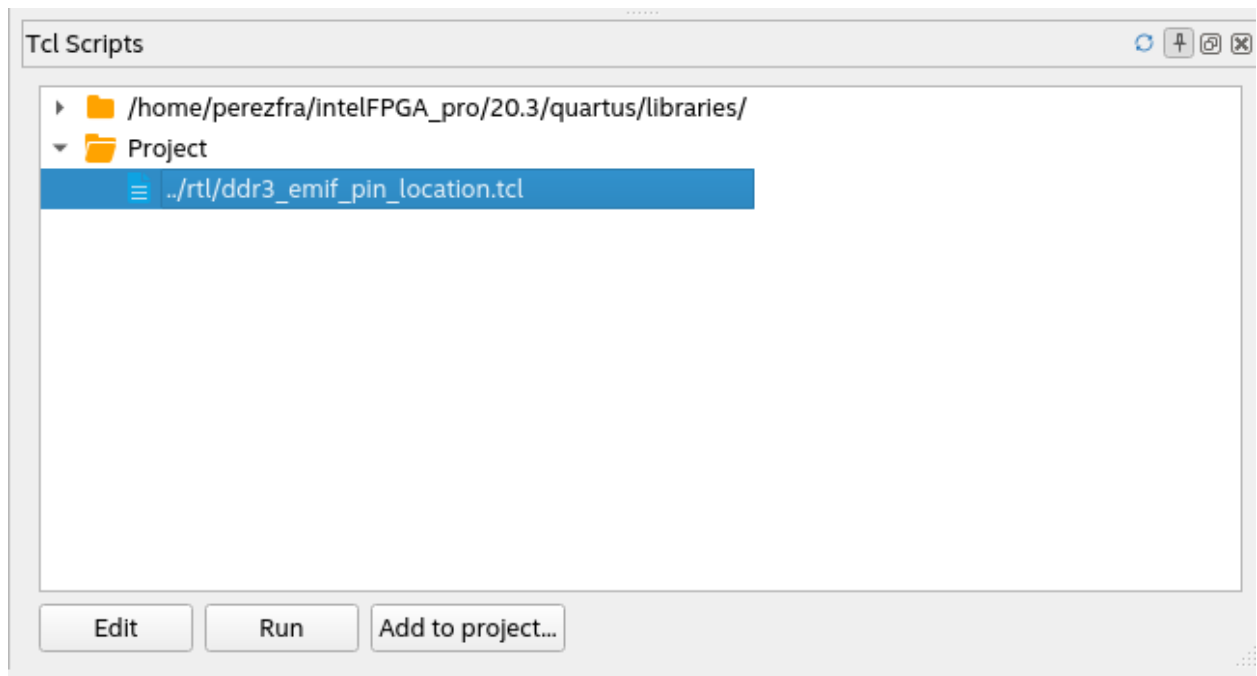 Tcl Scripts
/home/perezfra/intelFPGA_pro/20.3/quartus/libraries/
Project
../rtl/ddr3_emif_pin_location.tcl
Edit Run Add to project...